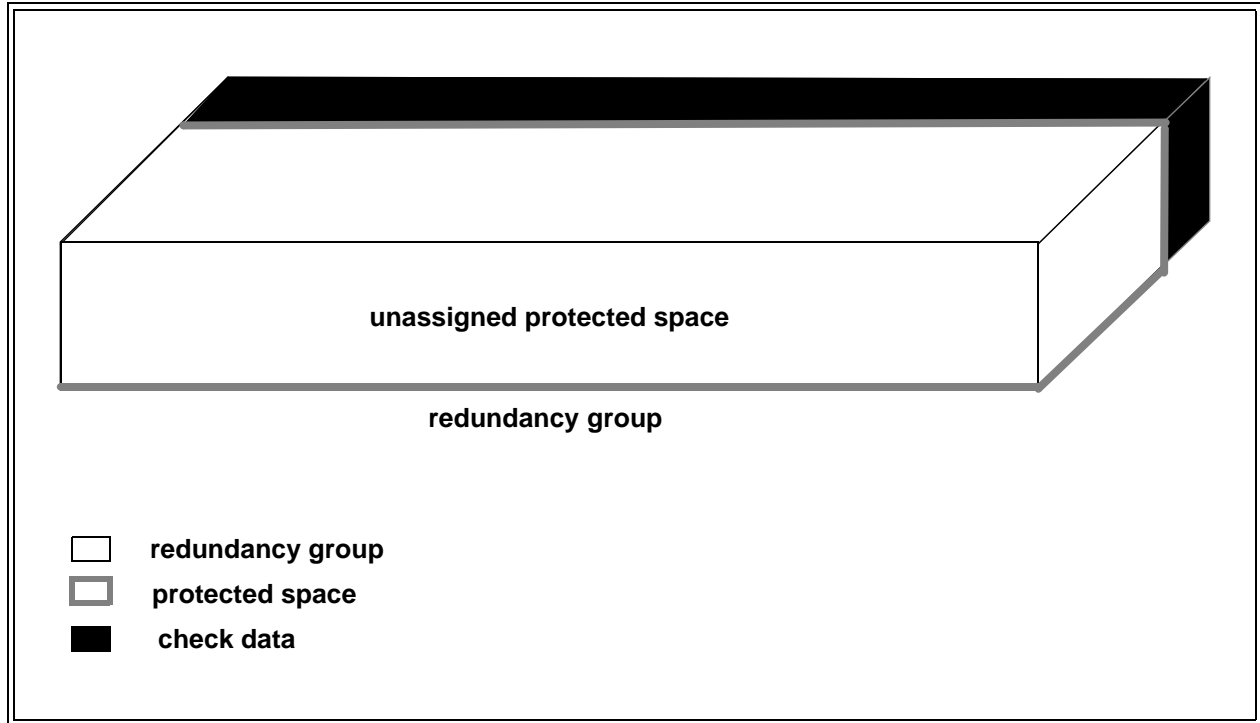 unassigned protected space
redundancy group
redundancy group
protected space
check data